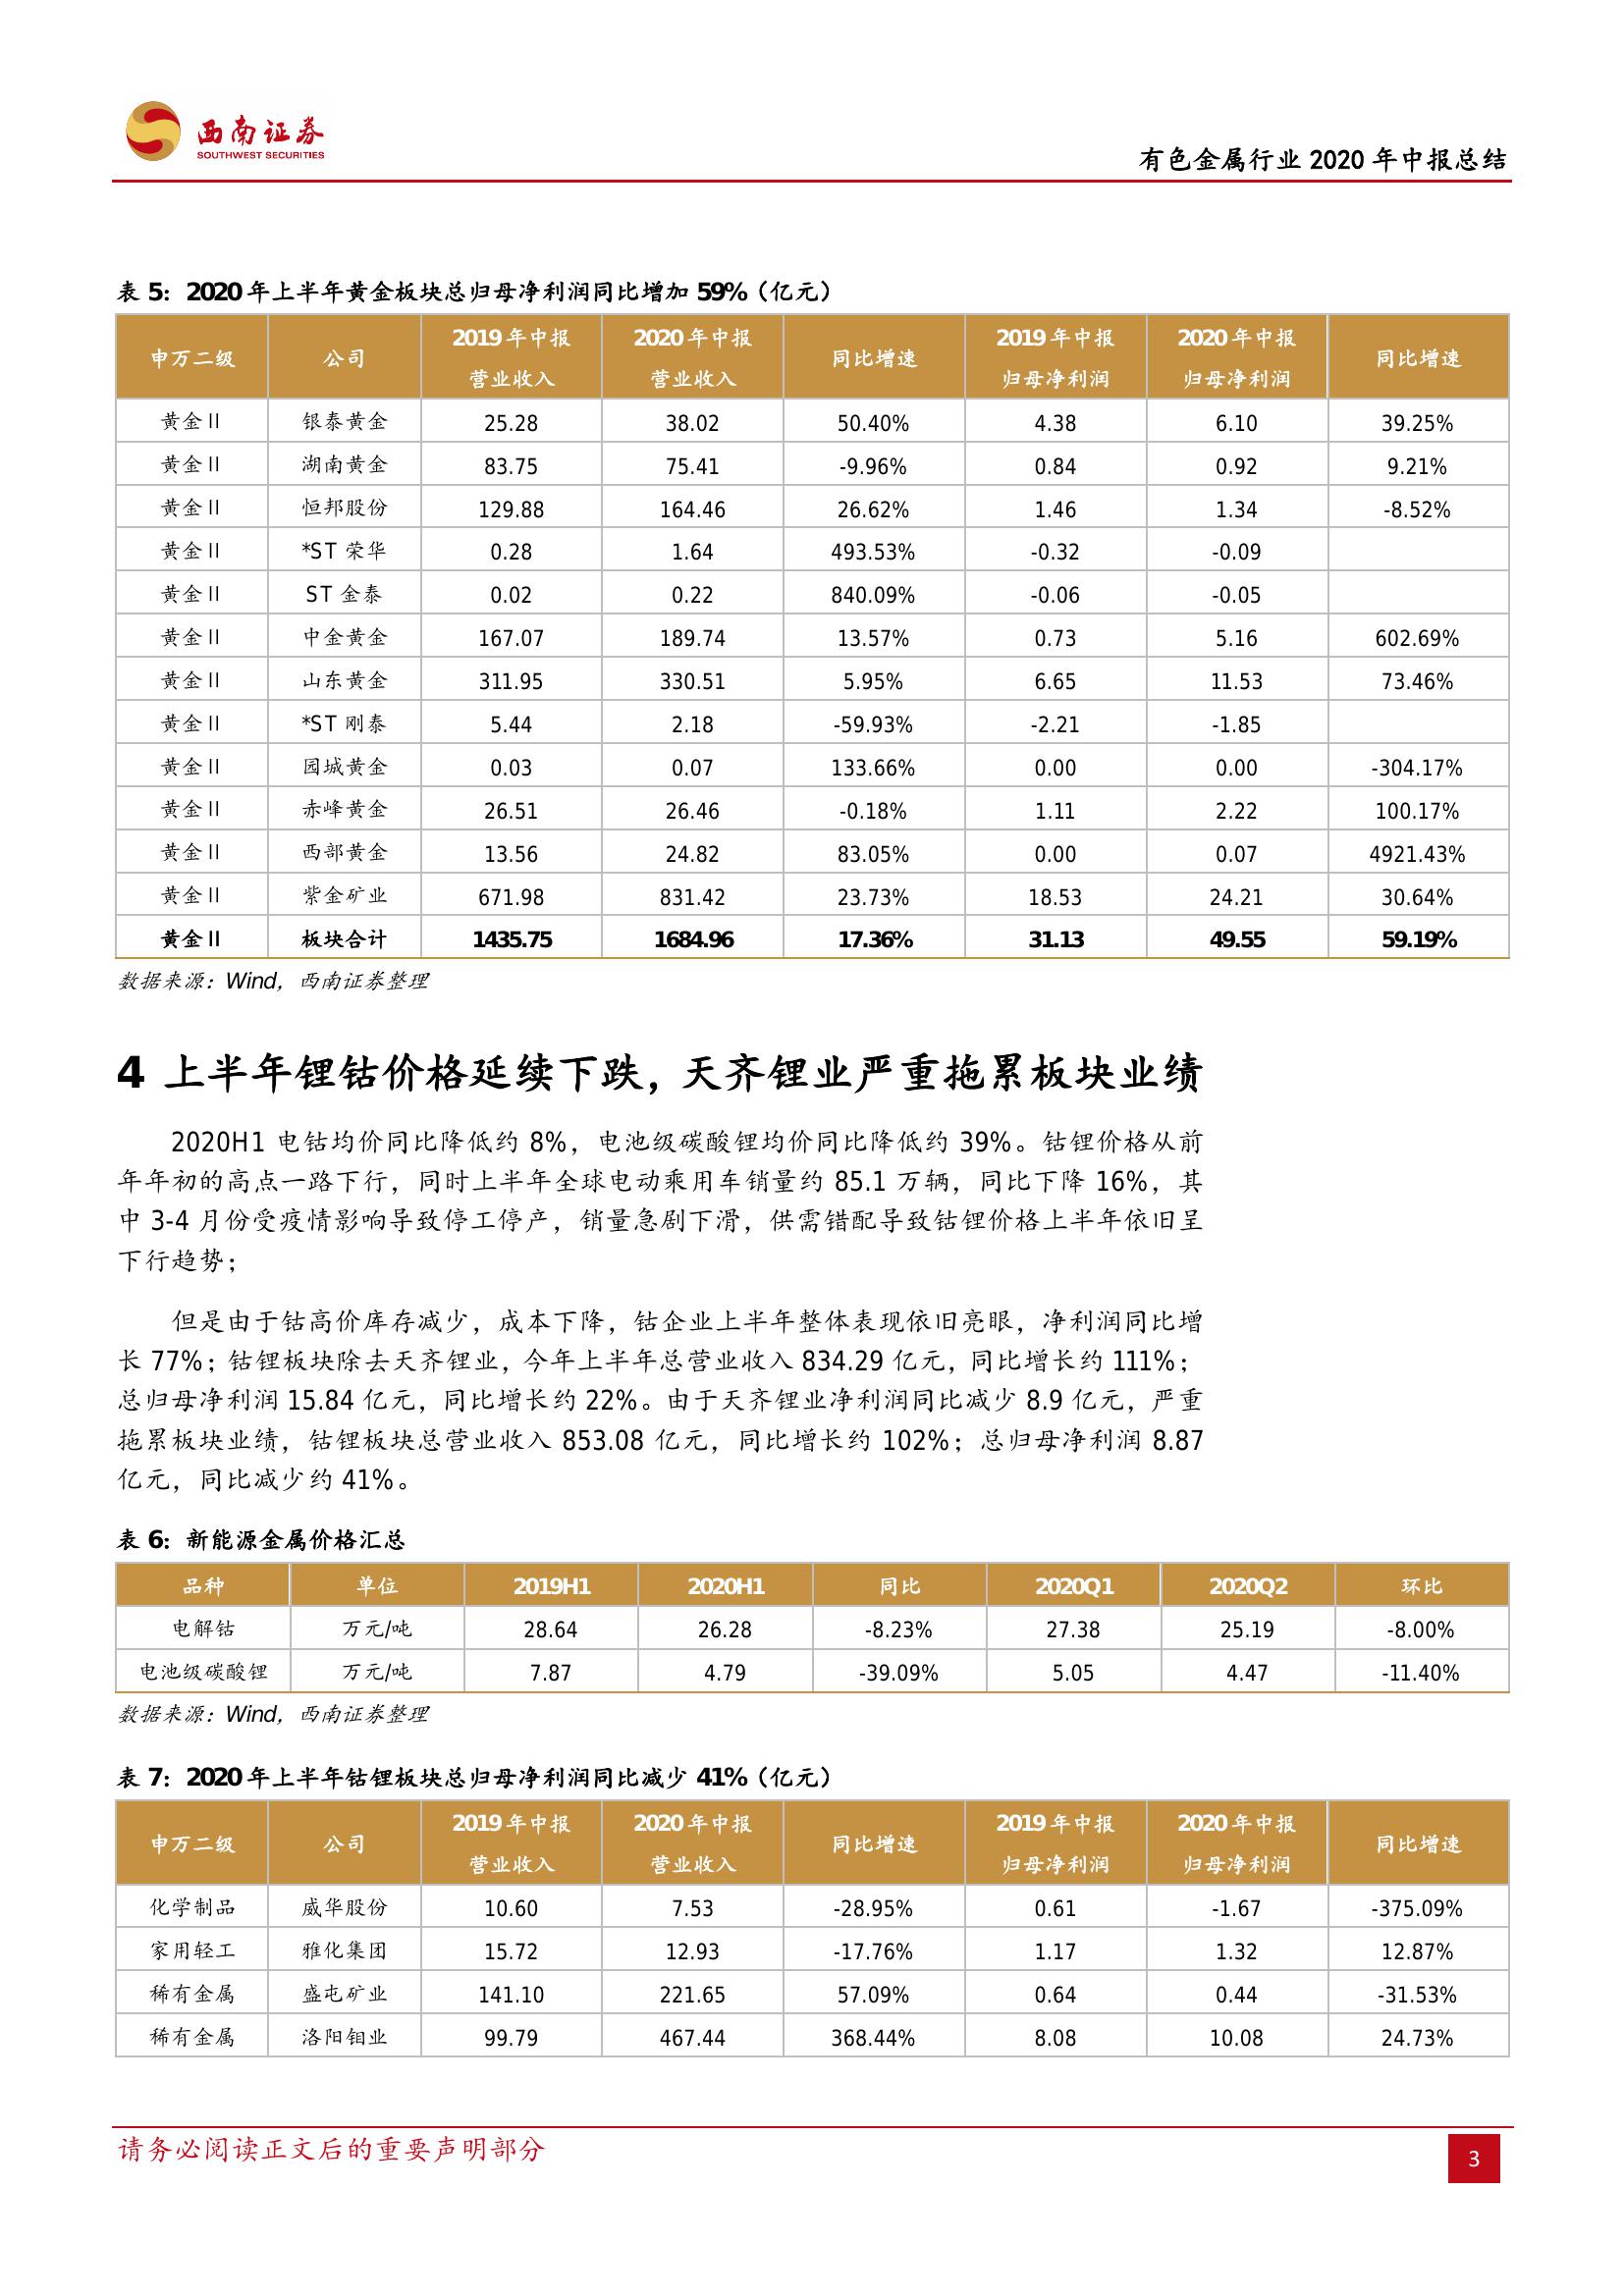 西南证券
SOUTHWEST SECURITIES
有色金属行业 2020 年中报总结
表 5：2020 年上半年黄金板块总归母净利润同比增加 59%（亿元）
申万二级 公司 2019 年中报营业收入 2020 年中报营业收入 同比增速 2019 年中报归母净利润 2020 年中报归母净利润 同比增速
黄金Ⅱ 银泰黄金 25.28 38.02 50.40% 4.38 6.10 39.25%
黄金Ⅱ 湖南黄金 83.75 75.41 -9.96% 0.84 0.92 9.21%
黄金Ⅱ 恒邦股份 129.88 164.46 26.62% 1.46 1.34 -8.52%
黄金Ⅱ *ST 荣华 0.28 1.64 493.53% -0.32 -0.09
黄金Ⅱ ST 金泰 0.02 0.22 840.09% -0.06 -0.05
黄金Ⅱ 中金黄金 167.07 189.74 13.57% 0.73 5.16 602.69%
黄金Ⅱ 山东黄金 311.95 330.51 5.95% 6.65 11.53 73.46%
黄金Ⅱ *ST 刚泰 5.44 2.18 -59.93% -2.21 -1.85
黄金Ⅱ 园城黄金 0.03 0.07 133.66% 0.00 0.00 -304.17%
黄金Ⅱ 赤峰黄金 26.51 26.46 -0.18% 1.11 2.22 100.17%
黄金Ⅱ 西部黄金 13.56 24.82 83.05% 0.00 0.07 4921.43%
黄金Ⅱ 紫金矿业 671.98 831.42 23.73% 18.53 24.21 30.64%
黄金Ⅱ 板块合计 1435.75 1684.96 17.36% 31.13 49.55 59.19%
数据来源：Wind，西南证券整理
4 上半年锂钴价格延续下跌，天齐锂业严重拖累板块业绩
2020H1 电钴均价同比降低约 8%，电池级碳酸锂均价同比降低约 39%。钴锂价格从前
年年初的高点一路下行，同时上半年全球电动乘用车销量约 85.1 万辆，同比下降 16%，其
中 3-4 月份受疫情影响导致停工停产，销量急剧下滑，供需错配导致钴锂价格上半年依旧呈
下行趋势；
但是由于钴高价库存减少，成本下降，钴企业上半年整体表现依旧亮眼，净利润同比增
长 77%；钴锂板块除去天齐锂业，今年上半年总营业收入 834.29 亿元，同比增长约 111%；
总归母净利润 15.84 亿元，同比增长约 22%。由于天齐锂业净利润同比减少 8.9 亿元，严重
拖累板块业绩，钴锂板块总营业收入 853.08 亿元，同比增长约 102%；总归母净利润 8.87
亿元，同比减少约 41%。
表 6：新能源金属价格汇总
品种 单位 2019H1 2020H1 同比 2020Q1 2020Q2 环比
电解钴 万元/吨 28.64 26.28 -8.23% 27.38 25.19 -8.00%
电池级碳酸锂 万元/吨 7.87 4.79 -39.09% 5.05 4.47 -11.40%
数据来源：Wind，西南证券整理
表 7：2020 年上半年钴锂板块总归母净利润同比减少 41%（亿元）
申万二级 公司 2019 年中报营业收入 2020 年中报营业收入 同比增速 2019 年中报归母净利润 2020 年中报归母净利润 同比增速
化学制品 威华股份 10.60 7.53 -28.95% 0.61 -1.67 -375.09%
家用轻工 雅化集团 15.72 12.93 -17.76% 1.17 1.32 12.87%
稀有金属 盛屯矿业 141.10 221.65 57.09% 0.64 0.44 -31.53%
稀有金属 洛阳钼业 99.79 467.44 368.44% 8.08 10.08 24.73%
请务必阅读正文后的重要声明部分
3